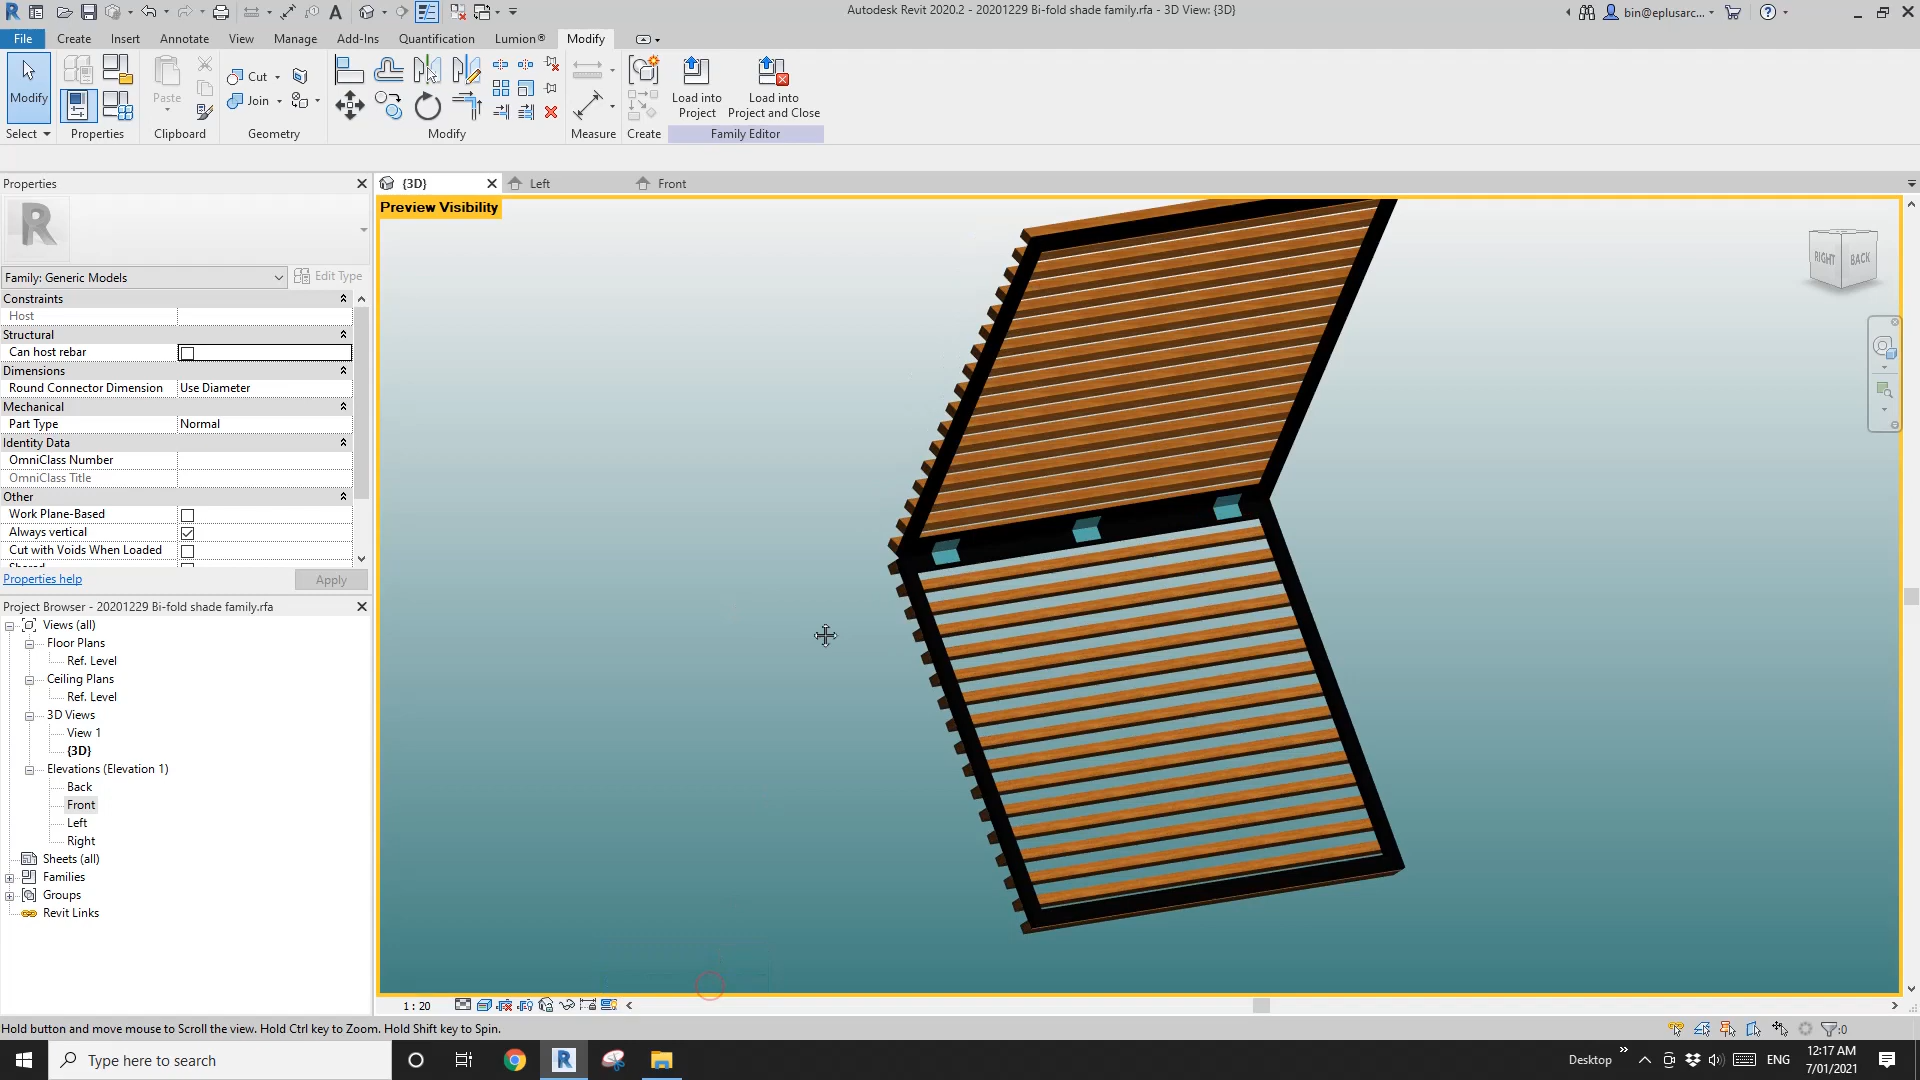 Autodesk Revit 2020.2 - 20201229 Bi-fold shade family.rfa - 3D View: {3D}
bin@eplusarc...
File Create Insert Annotate View Manage Add-Ins Quantification Lumion® Modify
Modify
Paste
Cut
Join
Load into Project
Load into Project and Close
Select Properties Clipboard Geometry Modify Measure Create Family Editor
Properties
{3D} Left Front
Preview Visibility
R
Family: Generic Models Edit Type
Constraints
Host
Structural
Can host rebar
Dimensions
Round Connector Dimension Use Diameter
Mechanical
Part Type Normal
Identity Data
OmniClass Number
OmniClass Title
Other
Work Plane-Based
Always vertical
Cut with Voids When Loaded
Properties help Apply
RIGHT BACK
Project Browser - 20201229 Bi-fold shade family.rfa
Views (all)
Floor Plans
Ref. Level
Ceiling Plans
Ref. Level
3D Views
View 1
{3D}
Elevations (Elevation 1)
Back
Front
Left
Right
Sheets (all)
Families
Groups
Revit Links
1 : 20
Hold button and move mouse to Scroll the view. Hold Ctrl key to Zoom. Hold Shift key to Spin.
:0
Type here to search
Desktop
ENG
12:17 AM
7/01/2021